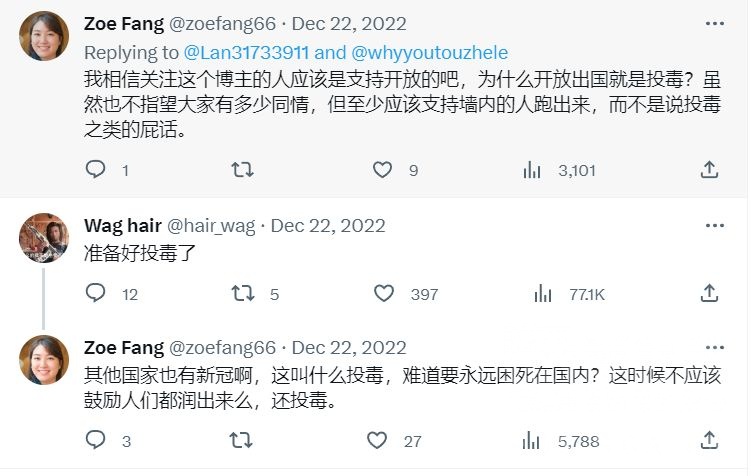 Zoe Fang @zoefang66 · Dec 22, 2022
Replying to @Lan31733911 and @whyyoutouzhele
我相信关注这个博主的人应该是支持开放的吧，为什么开放出国就是投毒？虽
然也不指望大家有多少同情，但至少应该支持墙内的人跑出来，而不是说投毒
之类的屁话。
1 9 3,101
Wag hair @hair_wag · Dec 22, 2022
准备好投毒了
12 5 397 77.1K
Zoe Fang @zoefang66 · Dec 22, 2022
其他国家也有新冠啊，这叫什么投毒，难道要永远困死在国内？这时候不应该
鼓励人们都润出来么，还投毒。
3 27 5,788